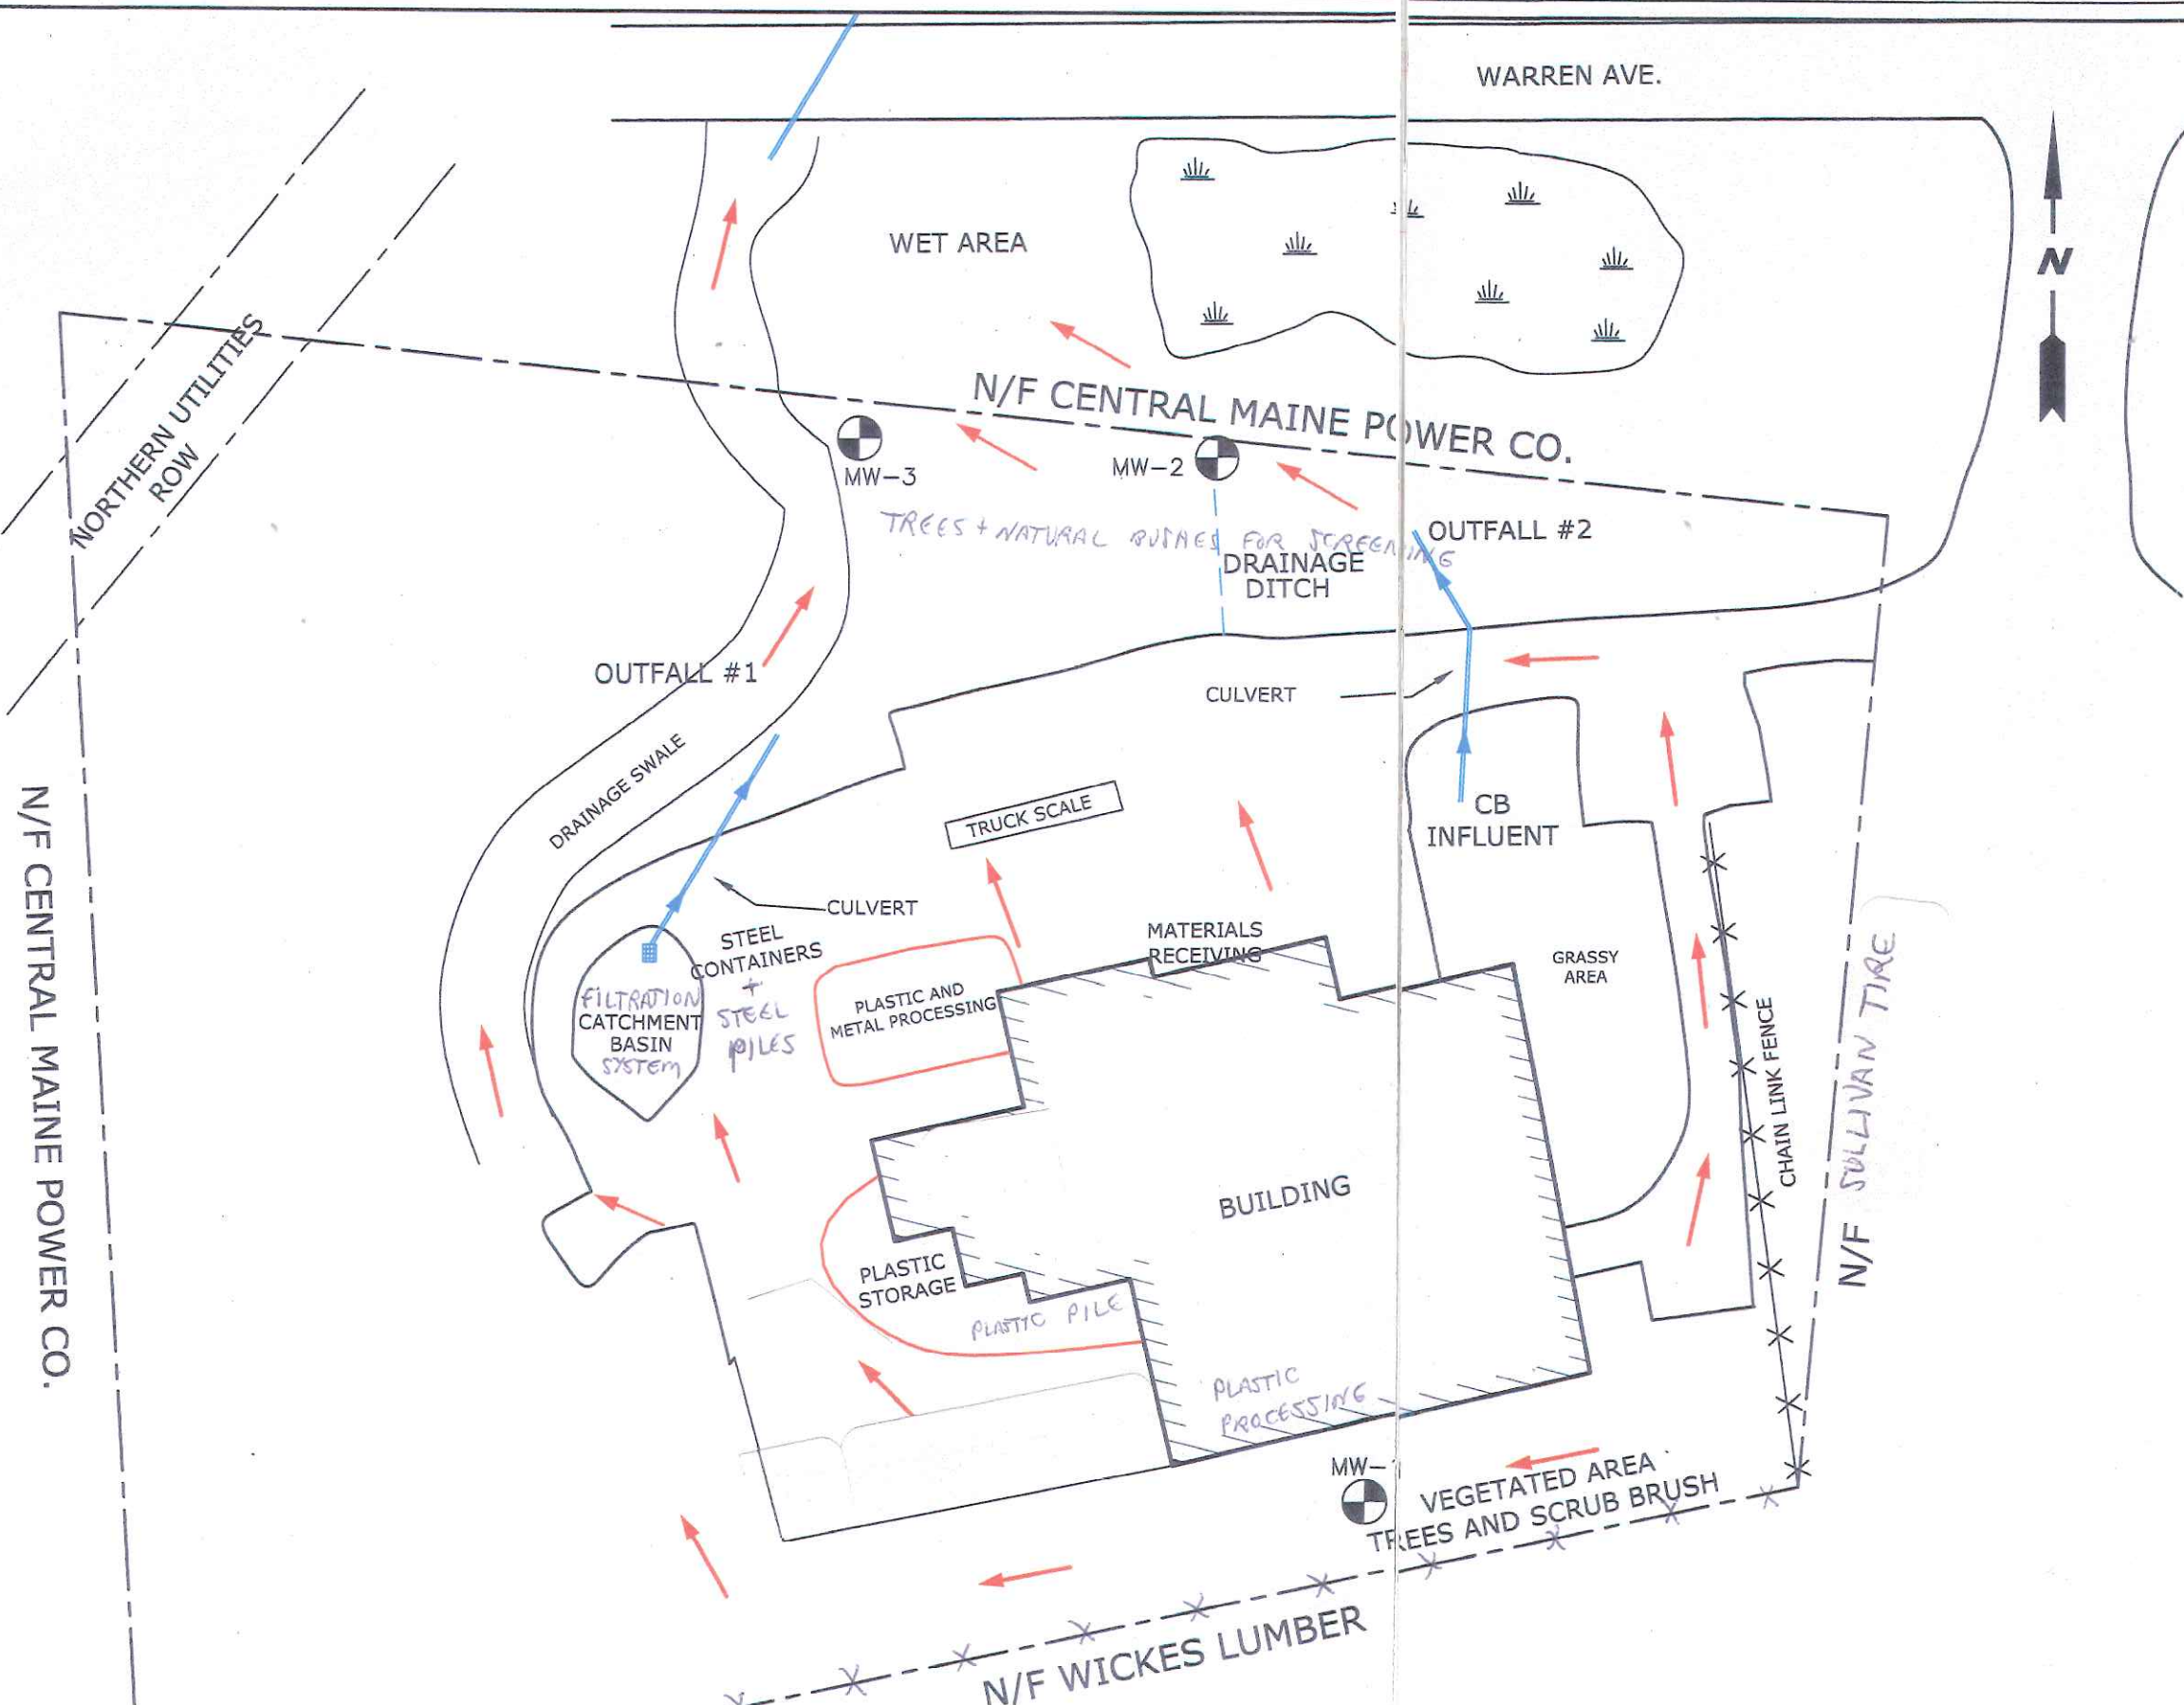 WARREN AVE.
WET AREA
N
N/F CENTRAL MAINE POWER CO.
NORTHERN UTILITIES
ROW
MW-3
MW-2
TREES + NATURAL BUSHES FOR SCREENING
OUTFALL #2
DRAINAGE
DITCH
OUTFALL #1
CULVERT
DRAINAGE SWALE
TRUCK SCALE
CB
INFLUENT
CULVERT
STEEL
CONTAINERS
+
STEEL
PILES
FILTRATION
CATCHMENT
BASIN
SYSTEM
PLASTIC AND
METAL PROCESSING
MATERIALS
RECEIVING
GRASSY
AREA
CHAIN LINK FENCE
N/F SULLIVAN TIRE
N/F CENTRAL MAINE POWER CO.
BUILDING
PLASTIC
STORAGE
PLASTIC PILE
PLASTIC
PROCESSING
MW-1
VEGETATED AREA
TREES AND SCRUB BRUSH
N/F WICKES LUMBER